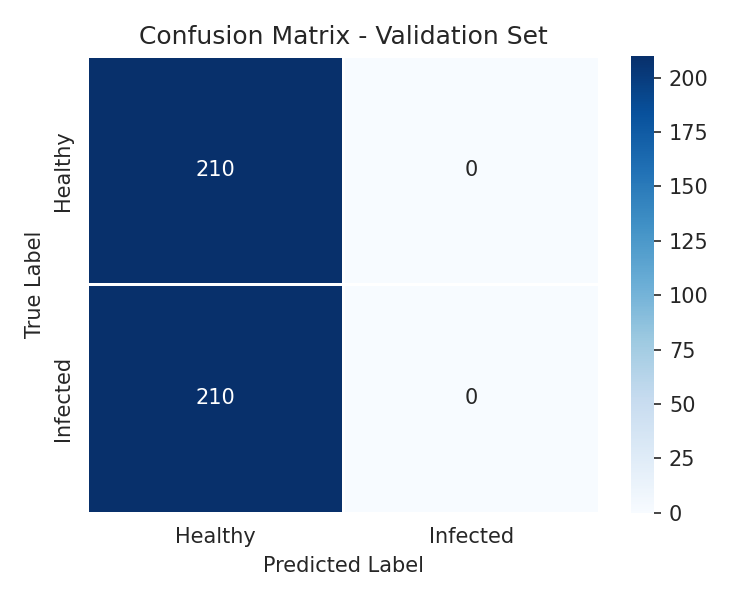 Confusion Matrix - Validation Set
True Label
Healthy
Infected
210
0
210
0
Healthy
Infected
Predicted Label
200
175
150
125
100
75
50
25
0